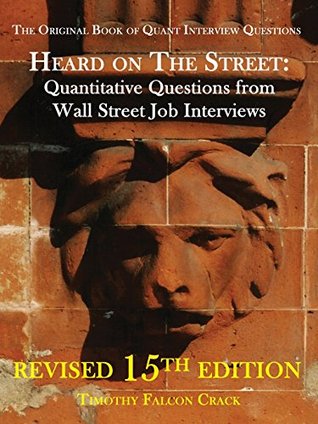 The Original Book of Quant Interview Questions
Heard on The Street:
Quantitative Questions from
Wall Street Job Interviews
REVISED 15TH EDITION
Timothy Falcon Crack